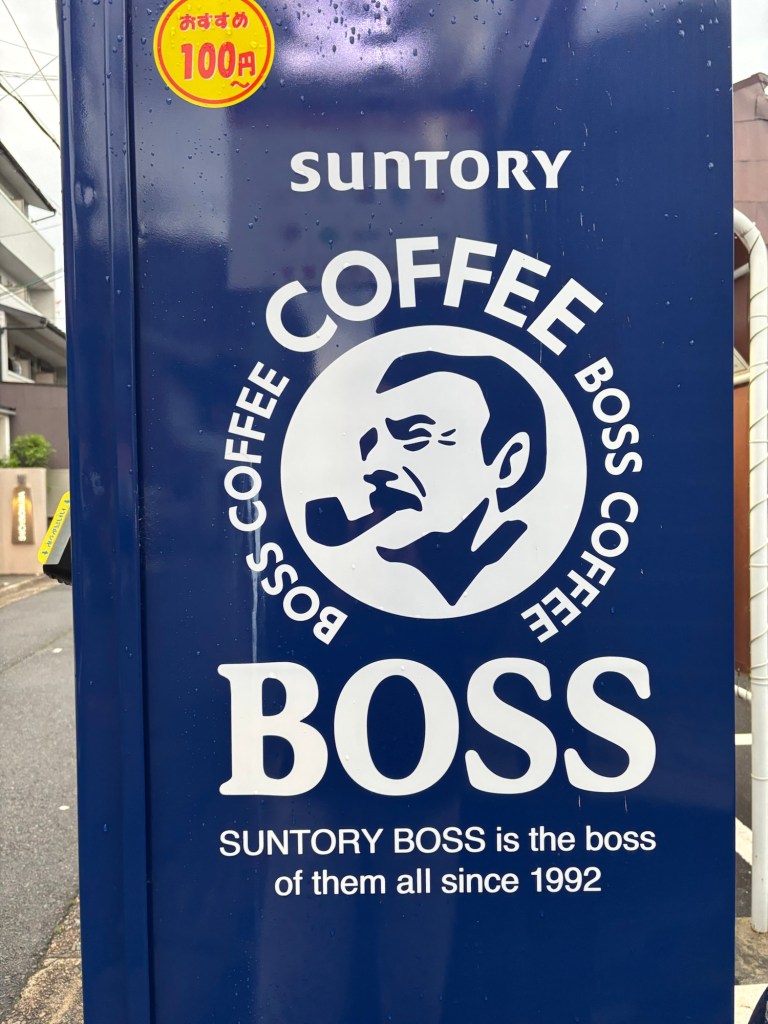 おすすめ
100円～
SUNTORY
COFFEE
BOSS COFFEE
BOSS COFFEE
BOSS
SUNTORY BOSS is the boss
of them all since 1992